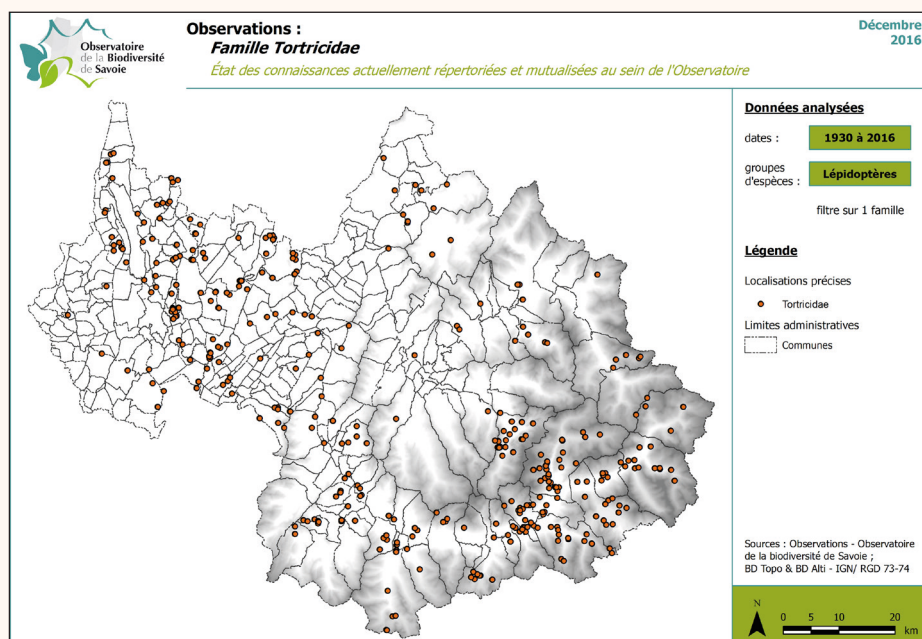 Observatoire
de la Biodiversité
de Savoie
Observations :
Famille Tortricidae
État des connaissances actuellement répertoriées et mutualisées au sein de l'Observatoire
Décembre
2016
Données analysées
dates :
1930 à 2016
groupes
d'espèces :
Lépidoptères
filtre sur 1 famille
Légende
Localisations précises
Tortricidae
Limites administratives
Communes
Sources : Observations - Observatoire
de la biodiversité de Savoie ;
BD Topo & BD Alti - IGN/ RGD 73-74
N
0 5 10 20
km